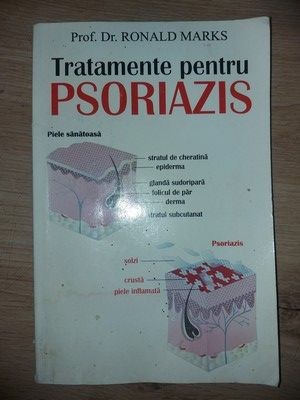 Prof. Dr. RONALD MARKS
Tratamente pentru
PSORIAZIS
Piele sănătoasă
stratul de cheratină
epiderma
glandă sudoripară
folicul de păr
derma
stratul subcutanat
Psoriazis
șolzi
crustă
piele inflamată